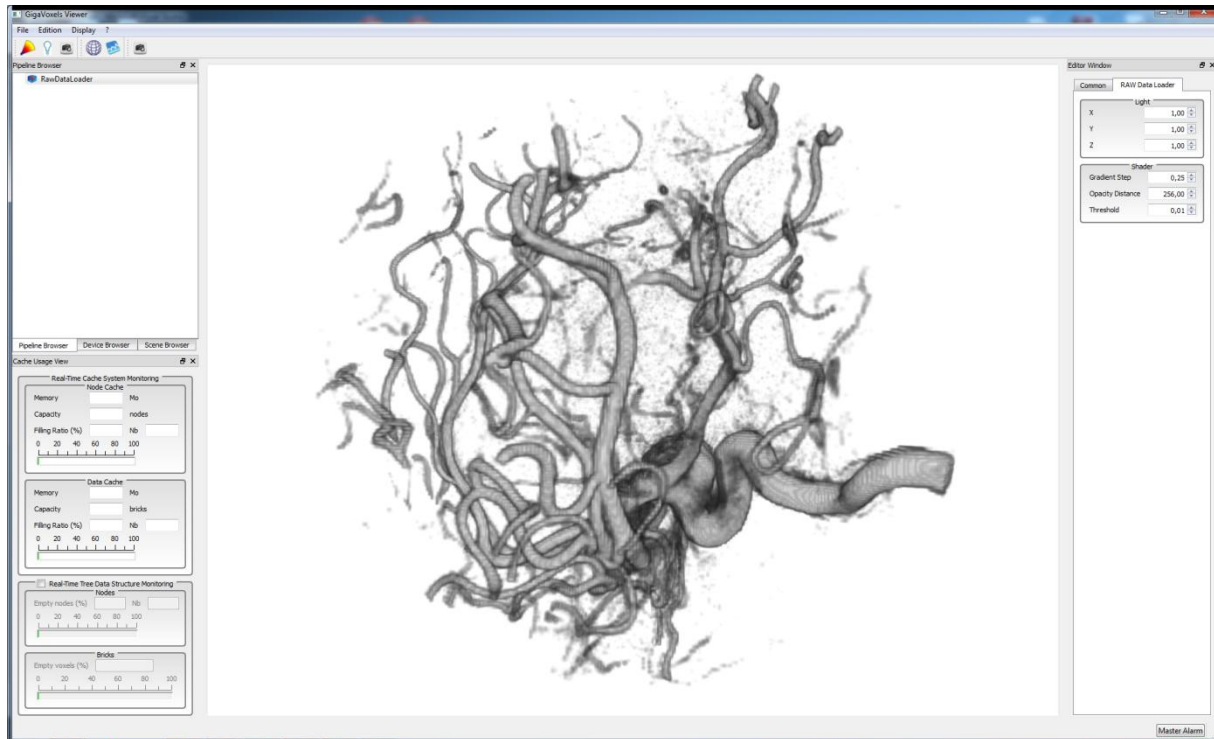 GigaVoxels Viewer
File Edition Display ?
Pipeline Browser
RawDataLoader
Pipeline Browser Device Browser Scene Browser
Cache Usage View
Real-Time Cache System Monitoring
Node Cache
Memory Mo
Capacity nodes
Filling Ratio (%) Nb
0 20 40 60 80 100
Data Cache
Memory Mo
Capacity bricks
Filling Ratio (%) Nb
0 20 40 60 80 100
Real-Time Tree Data Structure Monitoring
Nodes
Empty nodes (%) Nb
0 20 40 60 80 100
Bricks
Empty voxels (%)
0 20 40 60 80 100
Editor Window
Common RAW Data Loader
Light
X 1,00
Y 1,00
Z 1,00
Shader
Gradient Step 0,25
Opacity Distance 256,00
Threshold 0,01
Master Alarm